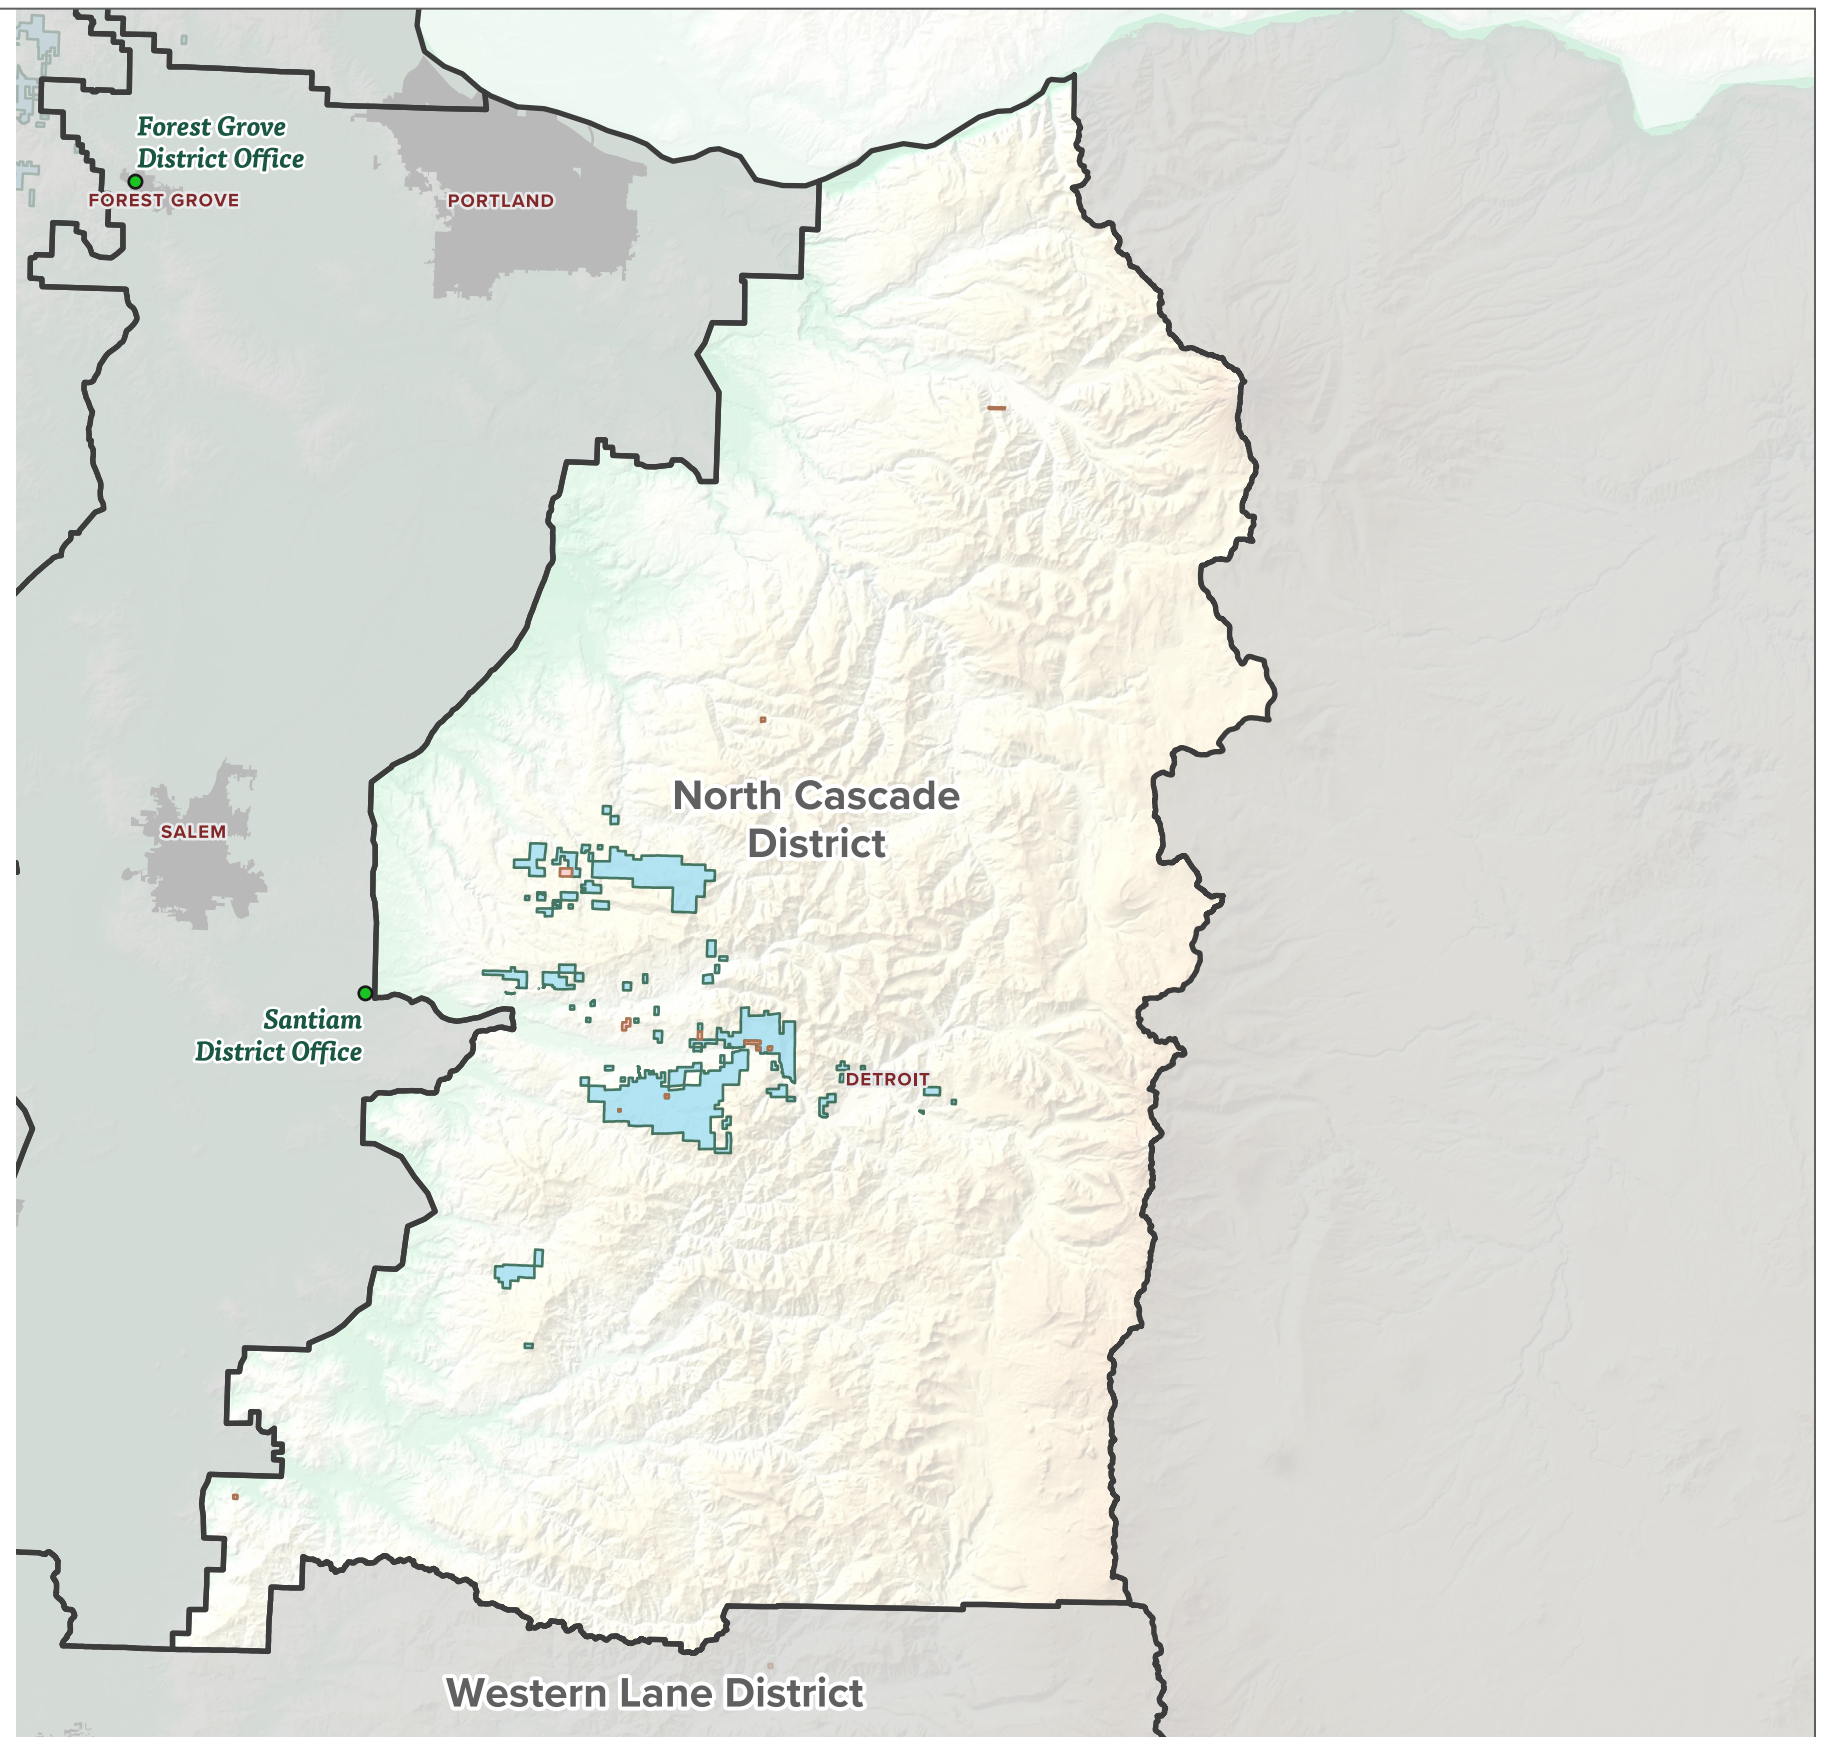 Forest Grove
District Office
FOREST GROVE
PORTLAND
North Cascade
District
SALEM
Santiam
District Office
DETROIT
Western Lane District